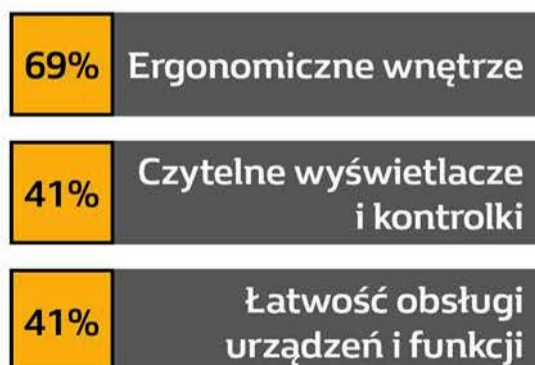 69% Ergonomiczne wnętrze
41% Czytelne wyświetlacze
i kontrolki
41% Łatwość obsługi
urządzeń i funkcji